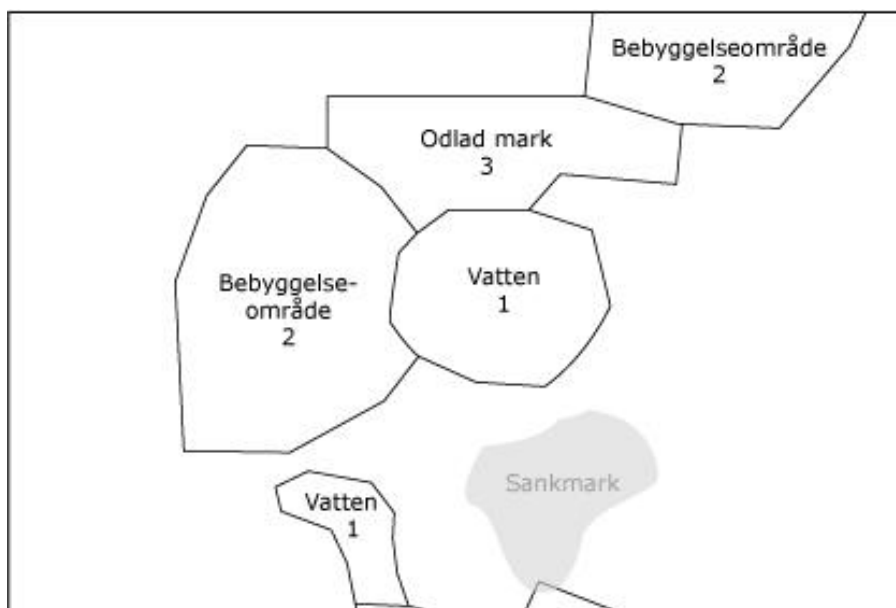 Bebyggelseområde
2
Odlad mark
3
Bebyggelse-
område
2
Vatten
1
Sankmark
Vatten
1